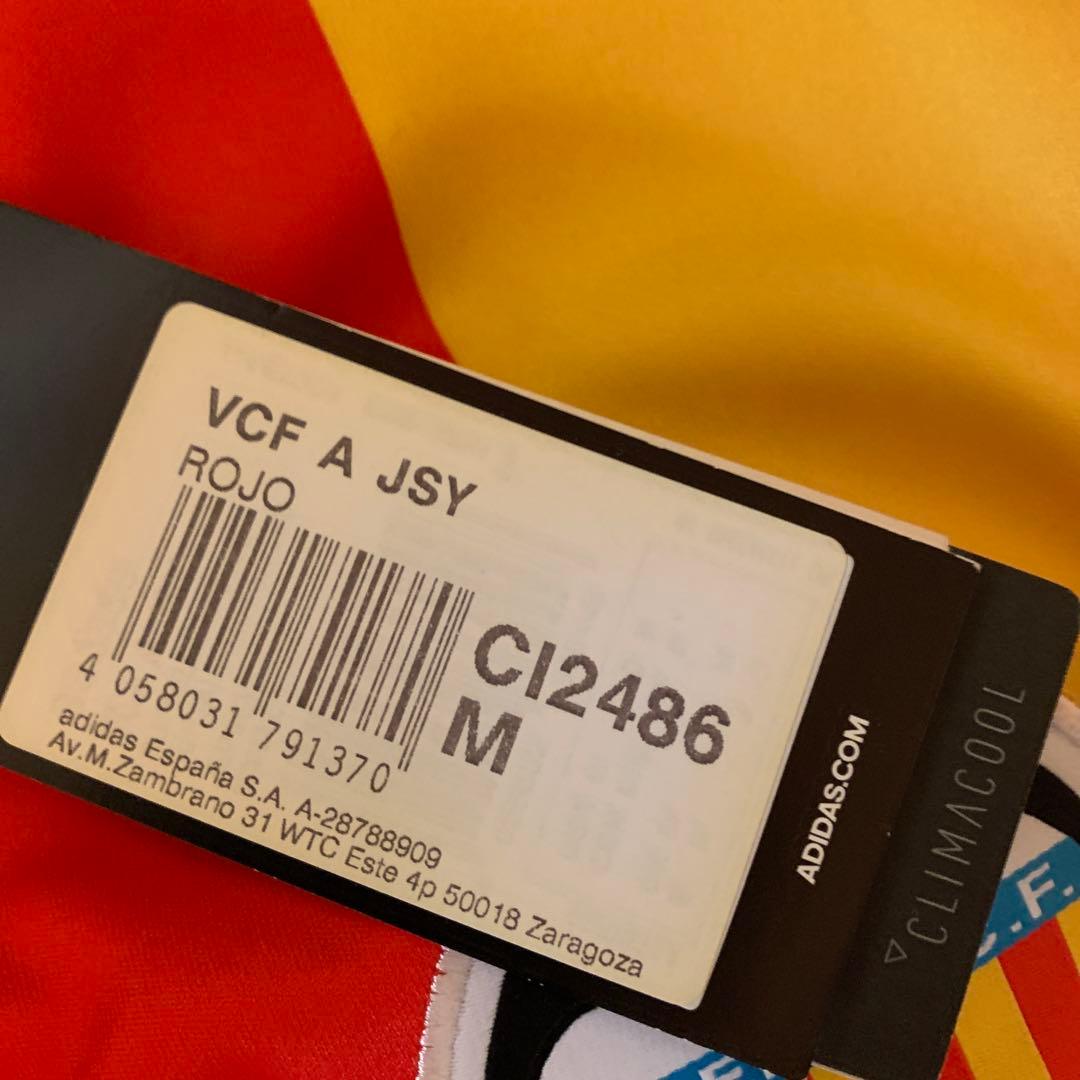 VCF A JSY
ROJO
CI2486
M
4 058031 791370
adidas España S.A. A-28788909
Av.M.Zambrano 31 WTC Este 4p 50018 Zaragoza
ADIDAS.COM
CLIMACOOL
.F.